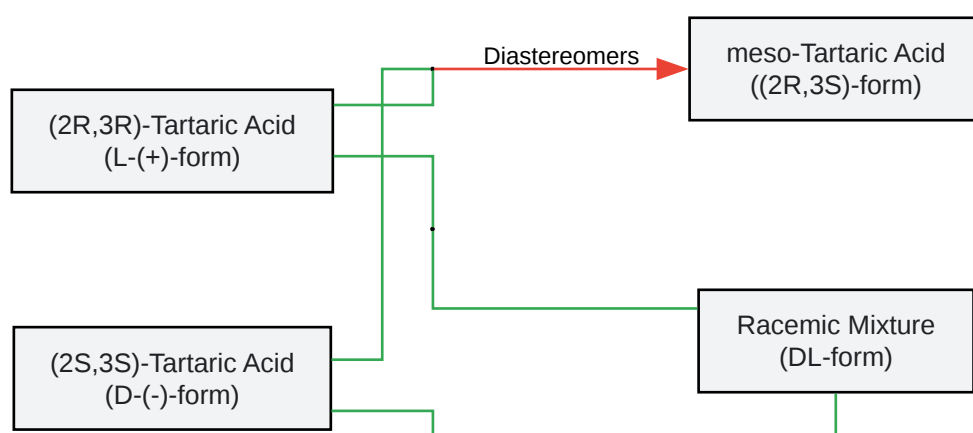 Diastereomers
meso-Tartaric Acid
((2R,3S)-form)
(2R,3R)-Tartaric Acid
(L-(+)-form)
Racemic Mixture
(DL-form)
(2S,3S)-Tartaric Acid
(D-(-)-form)